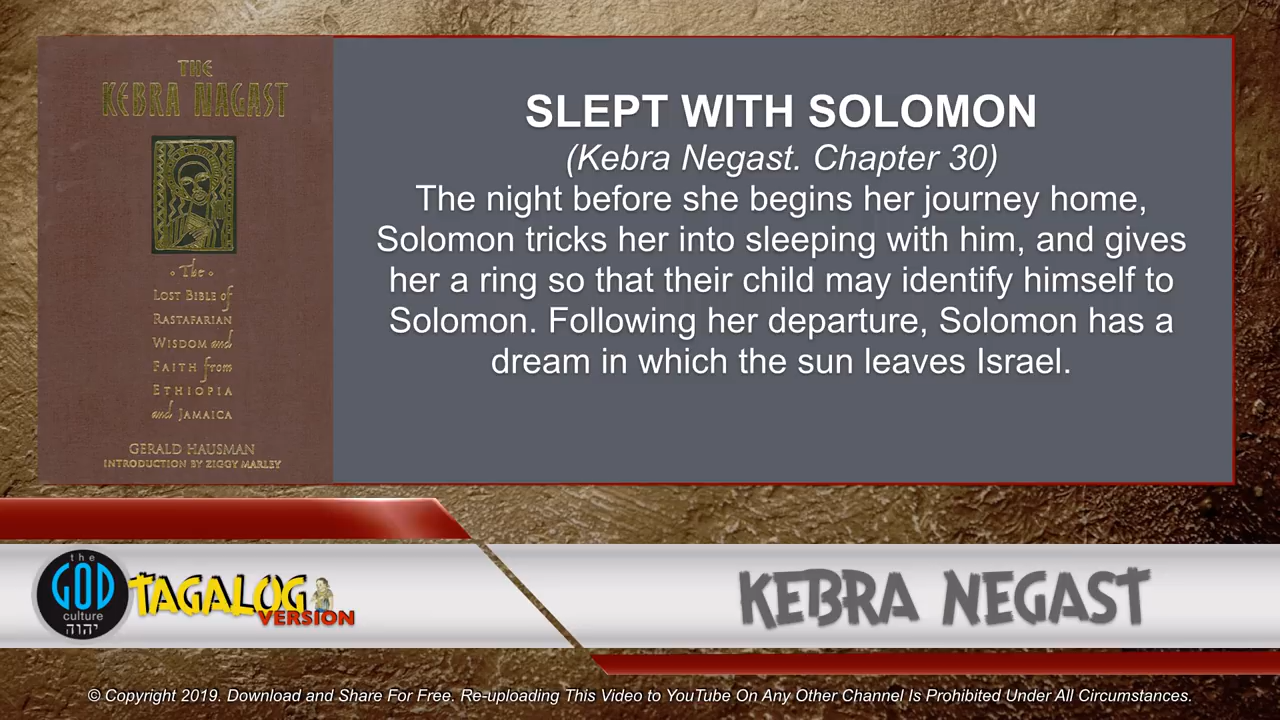 THE
KEBRA NAGAST
• The •
LOST BIBLE of
RASTAFARIAN
WISDOM and
FAITH from
ETHIOPIA
and JAMAICA
GERALD HAUSMAN
INTRODUCTION BY ZIGGY MARLEY
SLEPT WITH SOLOMON
(Kebra Negast. Chapter 30)
The night before she begins her journey home,
Solomon tricks her into sleeping with him, and gives
her a ring so that their child may identify himself to
Solomon. Following her departure, Solomon has a
dream in which the sun leaves Israel.
the
GOD
culture
יהוה
TAGALOG
VERSION
KEBRA NEGAST
© Copyright 2019. Download and Share For Free. Re-uploading This Video to YouTube On Any Other Channel Is Prohibited Under All Circumstances.